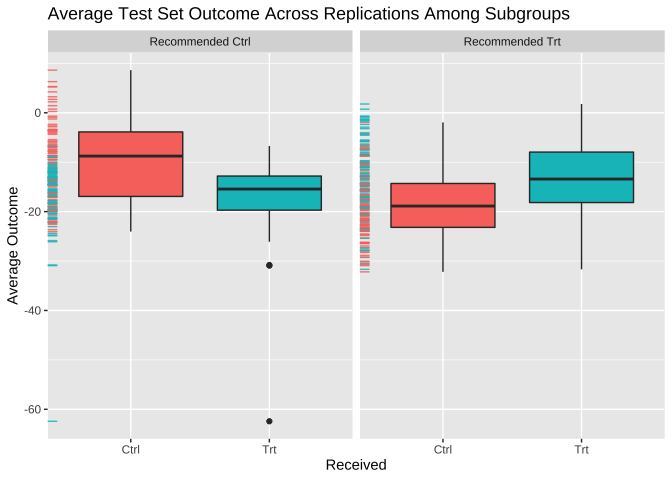 Average Test Set Outcome Across Replications Among Subgroups
Recommended Ctrl
Recommended Trt
0
-20
-40
-60
Average Outcome
Ctrl
Trt
Ctrl
Trt
Received